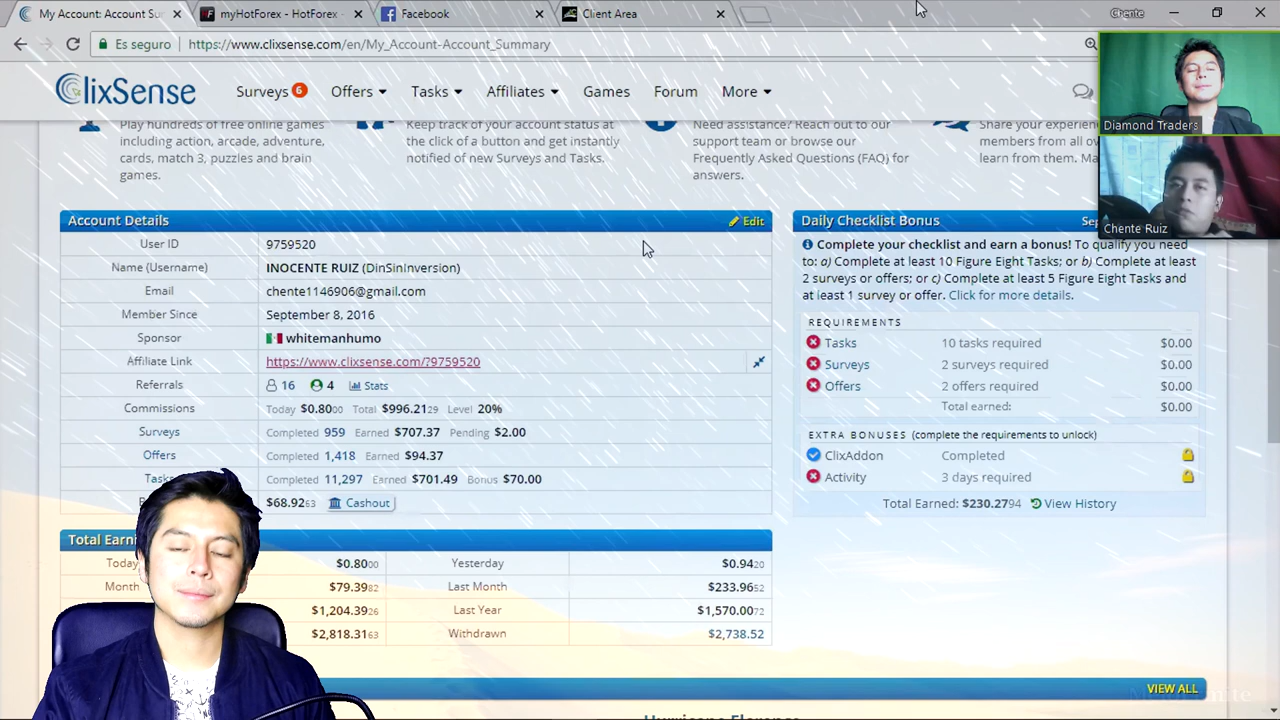 My Account: Account Sur
myHotForex - HotForex
Facebook
Client Area
Chente
Es seguro
https://www.clixsense.com/en/My_Account-Account_Summary
ClixSense
Surveys 6
Offers
Tasks
Affiliates
Games
Forum
More
Play hundreds of free online games
including action, arcade, adventure,
cards, match 3, puzzles and brain
games.
Keep track of your account status at
the click of a button and get instantly
notified of new Surveys and Tasks.
Need assistance? Reach out to our
support team or browse our
Frequently Asked Questions (FAQ) for
answers.
Share your experien
members from all ov
learn from them. Ma
Diamond Traders
Chente Ruiz
Account Details
Edit
User ID 9759520
Name (Username) INOCENTE RUIZ (DinSinInversion)
Email chente1146906@gmail.com
Member Since September 8, 2016
Sponsor whitemanhumo
Affiliate Link https://www.clixsense.com/?9759520
Referrals 16 4 Stats
Commissions Today $0.8000 Total $996.2129 Level 20%
Surveys Completed 959 Earned $707.37 Pending $2.00
Offers Completed 1,418 Earned $94.37
Tasks Completed 11,297 Earned $701.49 Bonus $70.00
$68.9263 Cashout
Daily Checklist Bonus Sep
Complete your checklist and earn a bonus! To qualify you need
to: a) Complete at least 10 Figure Eight Tasks; or b) Complete at least
2 surveys or offers; or c) Complete at least 5 Figure Eight Tasks and
at least 1 survey or offer. Click for more details.
REQUIREMENTS
Tasks 10 tasks required $0.00
Surveys 2 surveys required $0.00
Offers 2 offers required $0.00
Total earned: $0.00
EXTRA BONUSES (complete the requirements to unlock)
ClixAddon Completed
Activity 3 days required
Total Earned: $230.2794 View History
Total Earni
Today $0.8000 Yesterday $0.9420
Month $79.3982 Last Month $233.9652
$1,204.3926 Last Year $1,570.0072
$2,818.3163 Withdrawn $2,738.52
VIEW ALL
Hurricane Florence